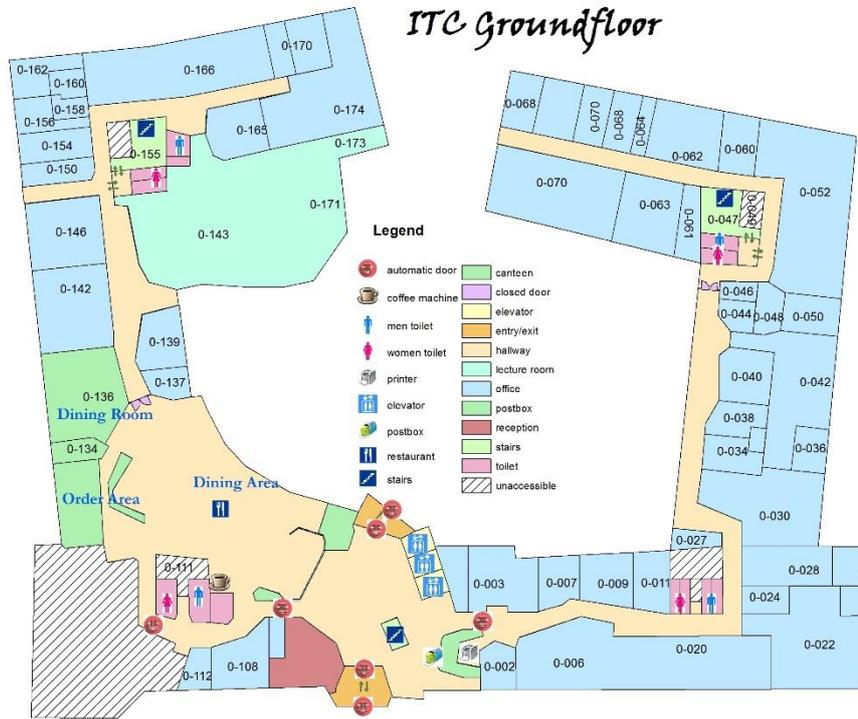 ITC Groundfloor
0-162
0-160
0-166
0-170
0-156
0-158
0-154
0-150
0-155
0-165
0-174
0-173
0-171
0-143
0-146
0-142
0-139
0-137
0-136
Dining Room
0-134
Order Area
Dining Area
0-111
0-112
0-108
Legend
automatic door
coffee machine
men toilet
women toilet
printer
elevator
postbox
restaurant
stairs
canteen
closed door
elevator
entry/exit
hallway
lecture room
office
postbox
reception
stairs
toilet
unaccessible
0-068
0-070
0-068
0-064
0-062
0-060
0-052
0-070
0-063
0-061
0-047
0-049
0-046
0-044
0-048
0-050
0-040
0-042
0-038
0-034
0-036
0-030
0-027
0-003
0-007
0-009
0-011
0-028
0-024
0-022
0-002
0-006
0-020